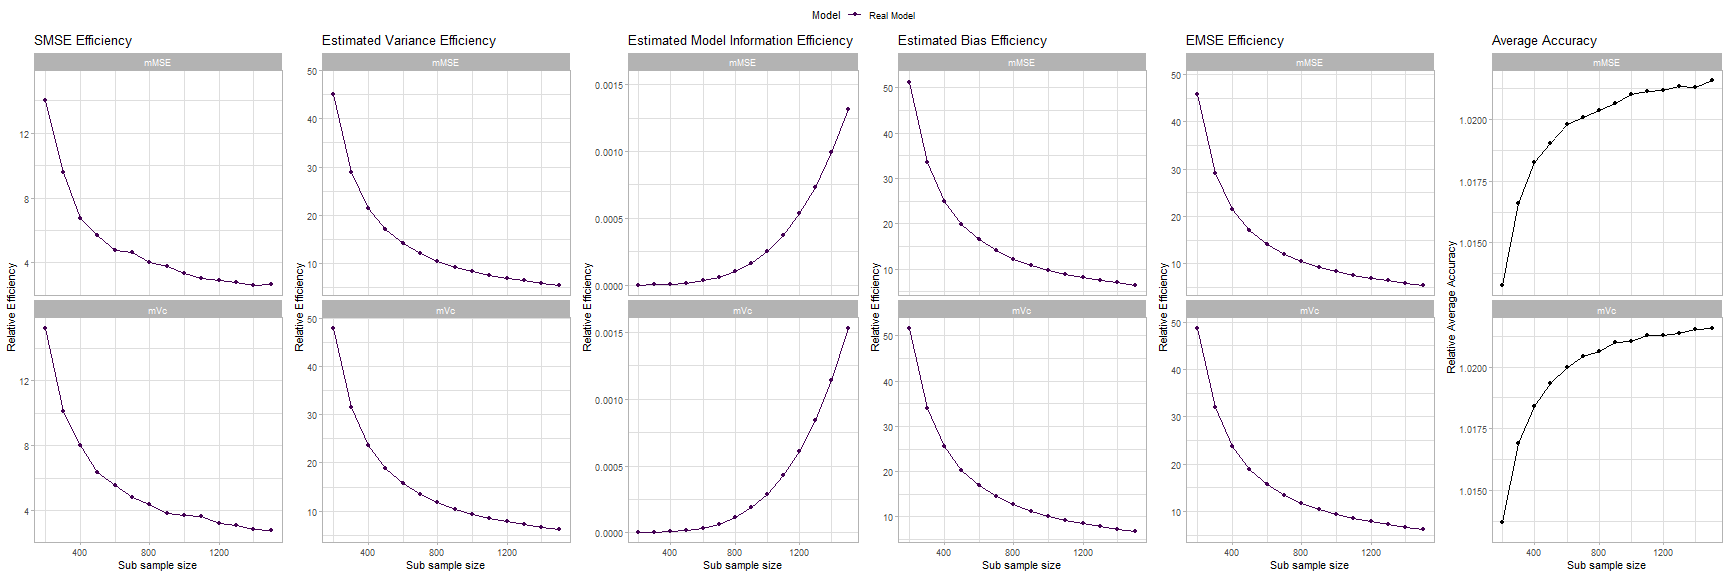 Model Real Model
SMSE Efficiency
mMSE
12
8
4
mVc
12
8
4
400 800 1200
Sub sample size
Relative Efficiency
Estimated Variance Efficiency
mMSE
50
40
30
20
10
mVc
50
40
30
20
10
400 800 1200
Sub sample size
Relative Efficiency
Estimated Model Information Efficiency
mMSE
0.0015
0.0010
0.0005
0.0000
mVc
0.0015
0.0010
0.0005
0.0000
400 800 1200
Sub sample size
Relative Efficiency
Estimated Bias Efficiency
mMSE
50
40
30
20
10
mVc
50
40
30
20
10
400 800 1200
Sub sample size
Relative Efficiency
EMSE Efficiency
mMSE
50
40
30
20
10
mVc
50
40
30
20
10
400 800 1200
Sub sample size
Relative Efficiency
Average Accuracy
mMSE
1.0200
1.0175
1.0150
mVc
1.0200
1.0175
1.0150
400 800 1200
Sub sample size
Relative Average Accuracy